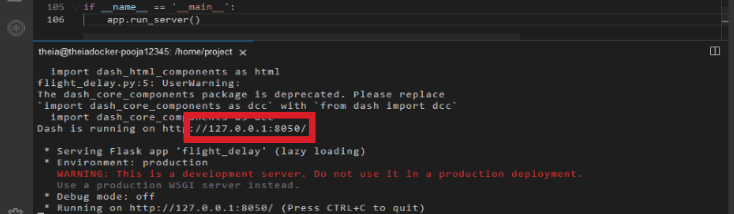 105 if __name__ == '__main__':
106 app.run_server()
theia@theiadocker-pooja12345: /home/project ×
import dash_html_components as html
flight_delay.py:5: UserWarning:
The dash_core_components package is deprecated. Please replace
`import dash_core_components as dcc` with `from dash import dcc`
import dash_core_components as dcc
Dash is running on http://127.0.0.1:8050/
* Serving Flask app 'flight_delay' (lazy loading)
* Environment: production
WARNING: This is a development server. Do not use it in a production deployment.
Use a production WSGI server instead.
* Debug mode: off
* Running on http://127.0.0.1:8050/ (Press CTRL+C to quit)